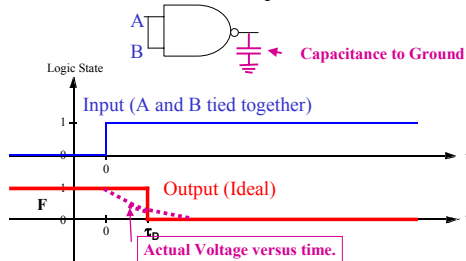 A
B
Capacitance to Ground
Logic State
Input (A and B tied together)
1
0
0
Output (Ideal)
1
F
0
0
τD
Actual Voltage versus time.